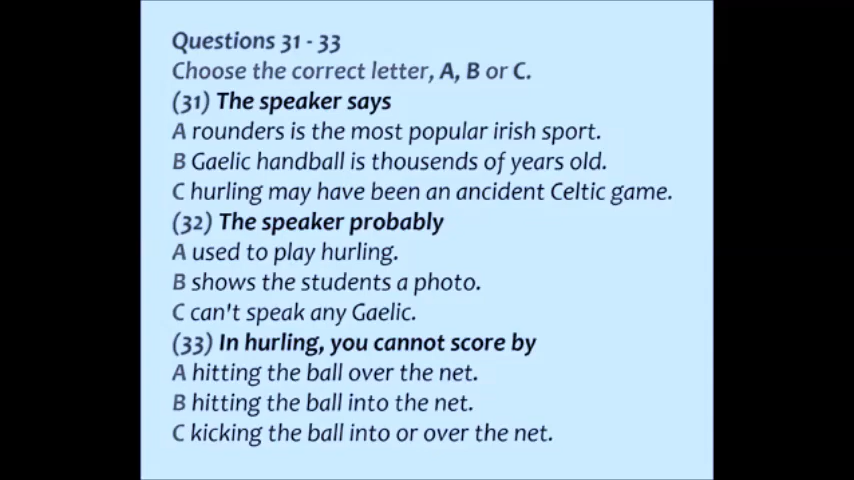 Questions 31 - 33
Choose the correct letter, A, B or C.
(31) The speaker says
A rounders is the most popular irish sport.
B Gaelic handball is thousends of years old.
C hurling may have been an ancident Celtic game.
(32) The speaker probably
A used to play hurling.
B shows the students a photo.
C can't speak any Gaelic.
(33) In hurling, you cannot score by
A hitting the ball over the net.
B hitting the ball into the net.
C kicking the ball into or over the net.